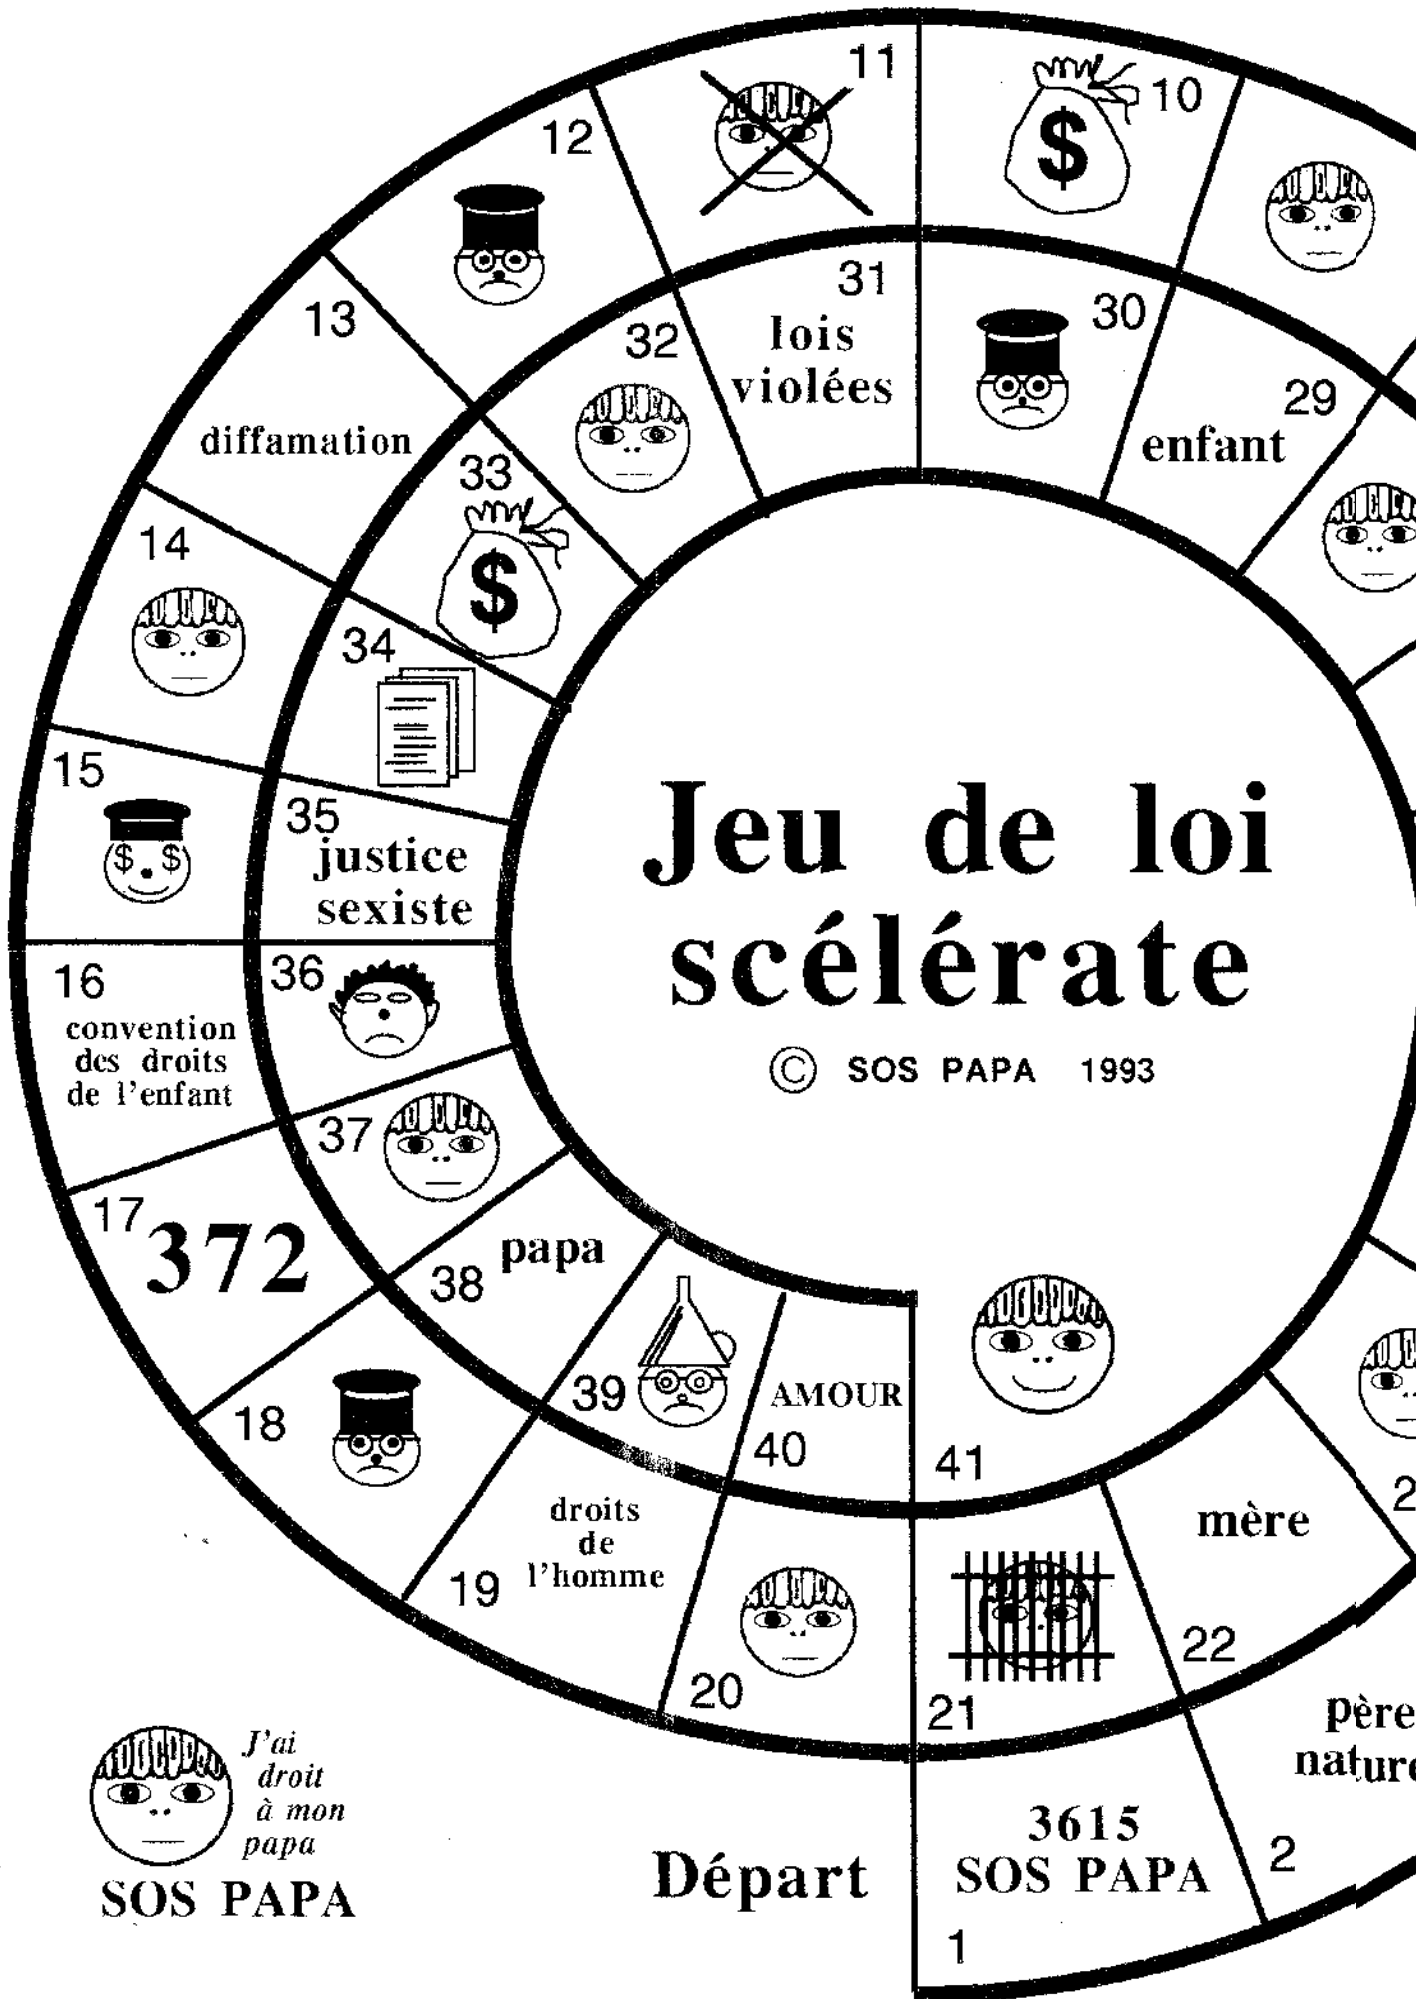 11
10
12
31
30
13
32
lois
violées
29
diffamation
enfant
33
$
$
14
34
15
$ $
35
justice
sexiste
Jeu de loi
scélérate
© SOS PAPA 1993
16
convention
des droits
de l'enfant
36
37
17
372
38
papa
18
39
AMOUR
40
41
19
droits
de
l'homme
20
21
mère
22
père
2
J'ai
droit
à mon
papa
SOS PAPA
Départ
3615
SOS PAPA
1